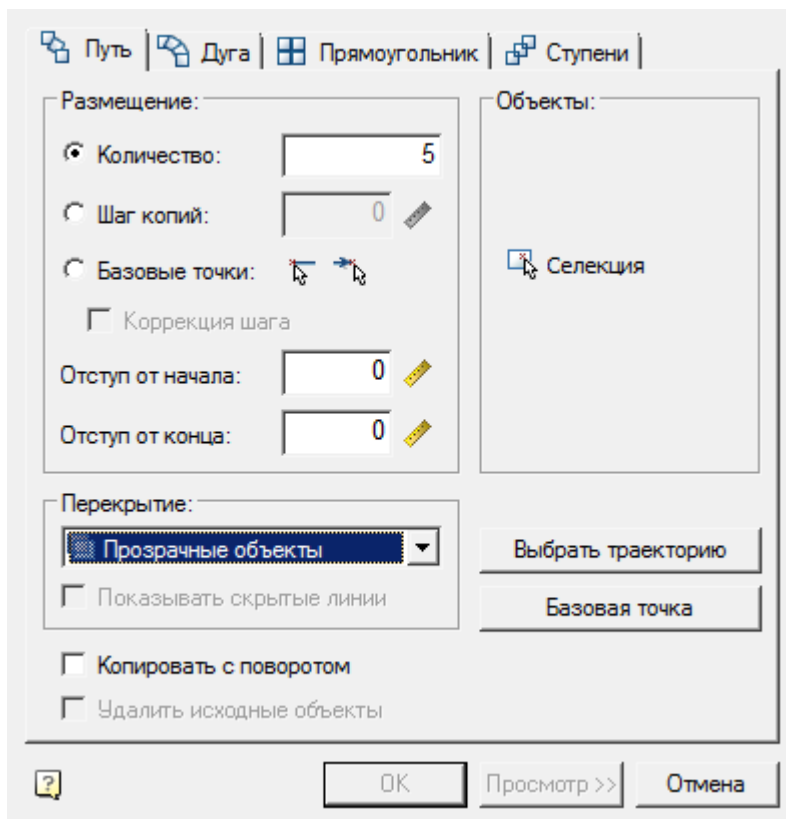 Путь Дуга Прямоугольник Ступени
Размещение:
Количество: 5
Шаг копий: 0
Базовые точки:
Коррекция шага
Отступ от начала: 0
Отступ от конца: 0
Объекты:
Селекция
Перекрытие:
Прозрачные объекты
Показывать скрытые линии
Выбрать траекторию
Базовая точка
Копировать с поворотом
Удалить исходные объекты
? OK Просмотр >> Отмена